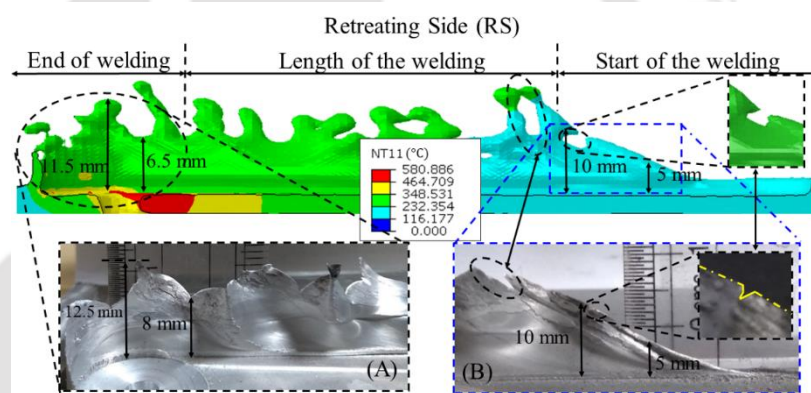 Retreating Side (RS)
End of welding
Length of the welding
Start of the welding
11.5 mm
6.5 mm
NT11 (°C)
580.886
464.709
348.531
232.354
116.177
0.000
10 mm
5 mm
12.5 mm
8 mm
(A)
10 mm
5 mm
(B)